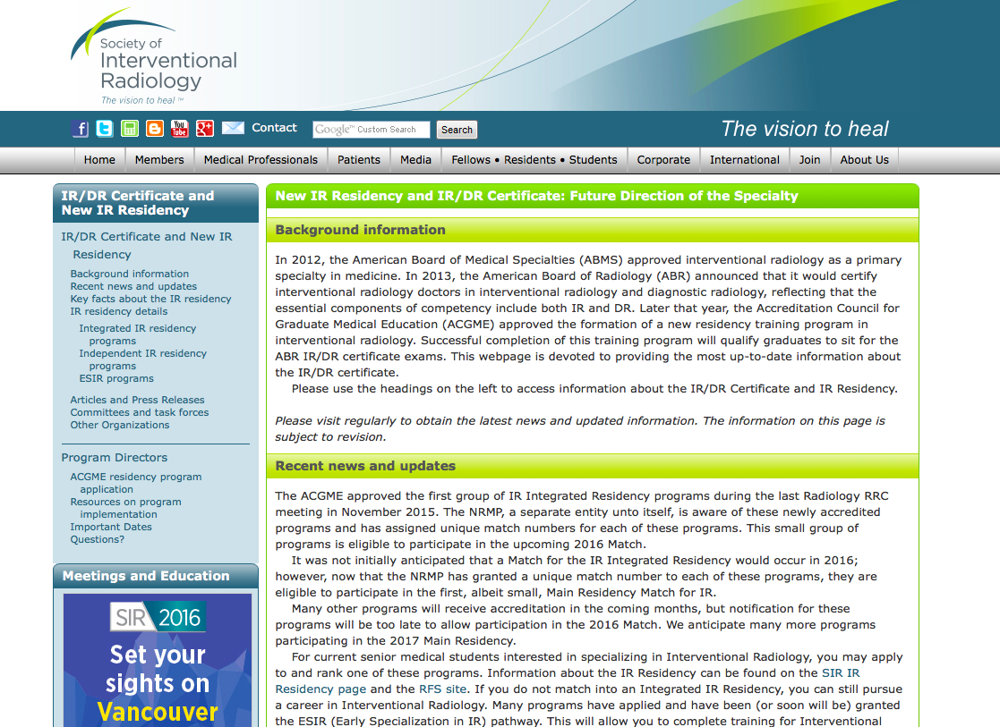 Society of
Interventional
Radiology
The vision to heal ™
f
t
B
You
Tube
g+
Contact
Google™ Custom Search
Search
The vision to heal
Home
Members
Medical Professionals
Patients
Media
Fellows • Residents • Students
Corporate
International
Join
About Us
IR/DR Certificate and
New IR Residency
IR/DR Certificate and New IR
Residency
Background information
Recent news and updates
Key facts about the IR residency
IR residency details
Integrated IR residency
programs
Independent IR residency
programs
ESIR programs
Articles and Press Releases
Committees and task forces
Other Organizations
Program Directors
ACGME residency program
application
Resources on program
implementation
Important Dates
Questions?
Meetings and Education
SIR 2016
Set your
sights on
Vancouver
New IR Residency and IR/DR Certificate: Future Direction of the Specialty
Background information
In 2012, the American Board of Medical Specialties (ABMS) approved interventional radiology as a primary
specialty in medicine. In 2013, the American Board of Radiology (ABR) announced that it would certify
interventional radiology doctors in interventional radiology and diagnostic radiology, reflecting that the
essential components of competency include both IR and DR. Later that year, the Accreditation Council for
Graduate Medical Education (ACGME) approved the formation of a new residency training program in
interventional radiology. Successful completion of this training program will qualify graduates to sit for the
ABR IR/DR certificate exams. This webpage is devoted to providing the most up-to-date information about
the IR/DR certificate.
Please use the headings on the left to access information about the IR/DR Certificate and IR Residency.
Please visit regularly to obtain the latest news and updated information. The information on this page is
subject to revision.
Recent news and updates
The ACGME approved the first group of IR Integrated Residency programs during the last Radiology RRC
meeting in November 2015. The NRMP, a separate entity unto itself, is aware of these newly accredited
programs and has assigned unique match numbers for each of these programs. This small group of
programs is eligible to participate in the upcoming 2016 Match.
It was not initially anticipated that a Match for the IR Integrated Residency would occur in 2016;
however, now that the NRMP has granted a unique match number to each of these programs, they are
eligible to participate in the first, albeit small, Main Residency Match for IR.
Many other programs will receive accreditation in the coming months, but notification for these
programs will be too late to allow participation in the 2016 Match. We anticipate many more programs
participating in the 2017 Main Residency.
For current senior medical students interested in specializing in Interventional Radiology, you may apply
to and rank one of these programs. Information about the IR Residency can be found on the SIR IR
Residency page and the RFS site. If you do not match into an Integrated IR Residency, you can still pursue
a career in Interventional Radiology. Many programs have applied and have been (or soon will be) granted
the ESIR (Early Specialization in IR) pathway. This will allow you to complete training for Interventional